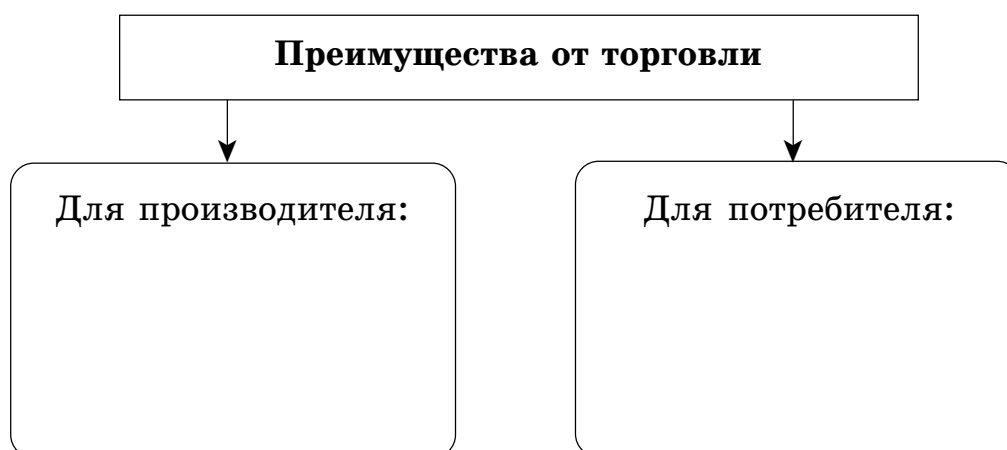 Преимущества от торговли
Для производителя:
Для потребителя: